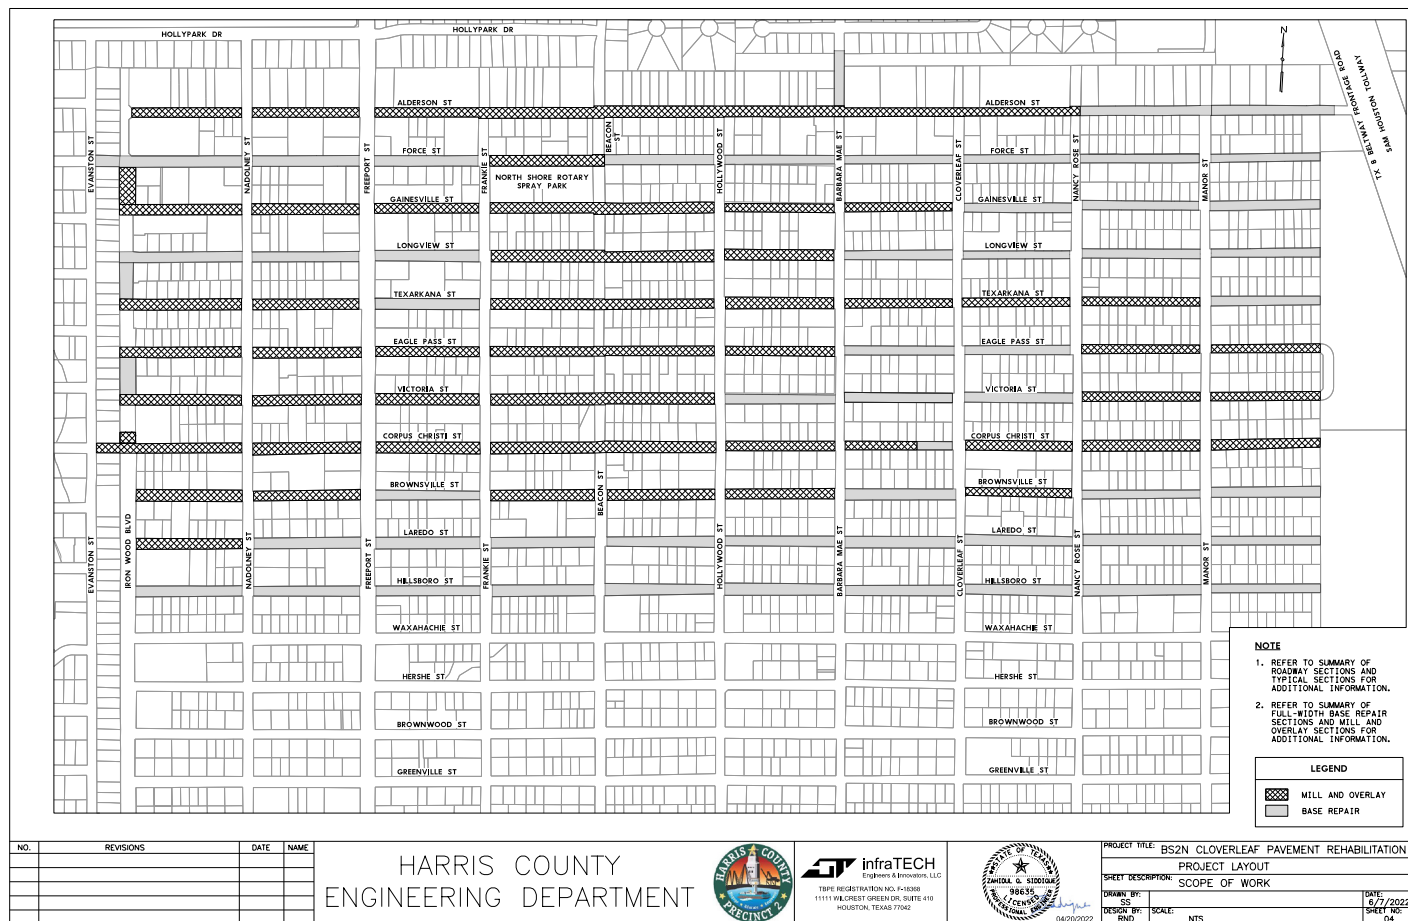 HOLLYPARK DR
HOLLYPARK DR
N
TX 8 BELTWAY FRONTAGE ROAD
SAM HOUSTON TOLLWAY
ALDERSON ST
ALDERSON ST
EVANSTON ST
NADOLNEY ST
FREEPORT ST
FRANKIE ST
BEACON ST
HOLLYWOOD ST
BARBARA MAE ST
CLOVERLEAF ST
NANCY ROSE ST
MANOR ST
FORCE ST
FORCE ST
NORTH SHORE ROTARY
SPRAY PARK
GAINESVILLE ST
GAINESVILLE ST
LONGVIEW ST
LONGVIEW ST
TEXARKANA ST
TEXARKANA ST
EAGLE PASS ST
EAGLE PASS ST
VICTORIA ST
VICTORIA ST
CORPUS CHRISTI ST
CORPUS CHRISTI ST
BROWNSVILLE ST
BROWNSVILLE ST
BEACON ST
LAREDO ST
LAREDO ST
EVANSTON ST
IRON WOOD BLVD
NADOLNEY ST
FREEPORT ST
FRANKIE ST
HOLLYWOOD ST
BARBARA MAE ST
CLOVERLEAF ST
NANCY ROSE ST
MANOR ST
HILLSBORO ST
HILLSBORO ST
WAXAHACHIE ST
WAXAHACHIE ST
HERSHE ST
HERSHE ST
BROWNWOOD ST
BROWNWOOD ST
GREENVILLE ST
GREENVILLE ST
NOTE
1. REFER TO SUMMARY OF
ROADWAY SECTIONS AND
TYPICAL SECTIONS FOR
ADDITIONAL INFORMATION.
2. REFER TO SUMMARY OF
FULL-WIDTH BASE REPAIR
SECTIONS AND MILL AND
OVERLAY SECTIONS FOR
ADDITIONAL INFORMATION.
LEGEND
MILL AND OVERLAY
BASE REPAIR
NO. REVISIONS DATE NAME
HARRIS COUNTY
ENGINEERING DEPARTMENT
HARRIS COUNTY
PRECINCT 2
infraTECH
Engineers & Innovators, LLC
TBPE REGISTRATION NO. F-18368
11111 WILCREST GREEN DR, SUITE 410
HOUSTON, TEXAS 77042
STATE OF TEXAS
ZAHIDUL Q. SIDDIQUE
98635
LICENSED
PROFESSIONAL ENGINEER
04/20/2022
PROJECT TITLE: BS2N CLOVERLEAF PAVEMENT REHABILITATION
PROJECT LAYOUT
SHEET DESCRIPTION: SCOPE OF WORK
DRAWN BY: SS
DATE: 6/7/2022
DESIGN BY: RND
SCALE: NTS
SHEET NO: 04